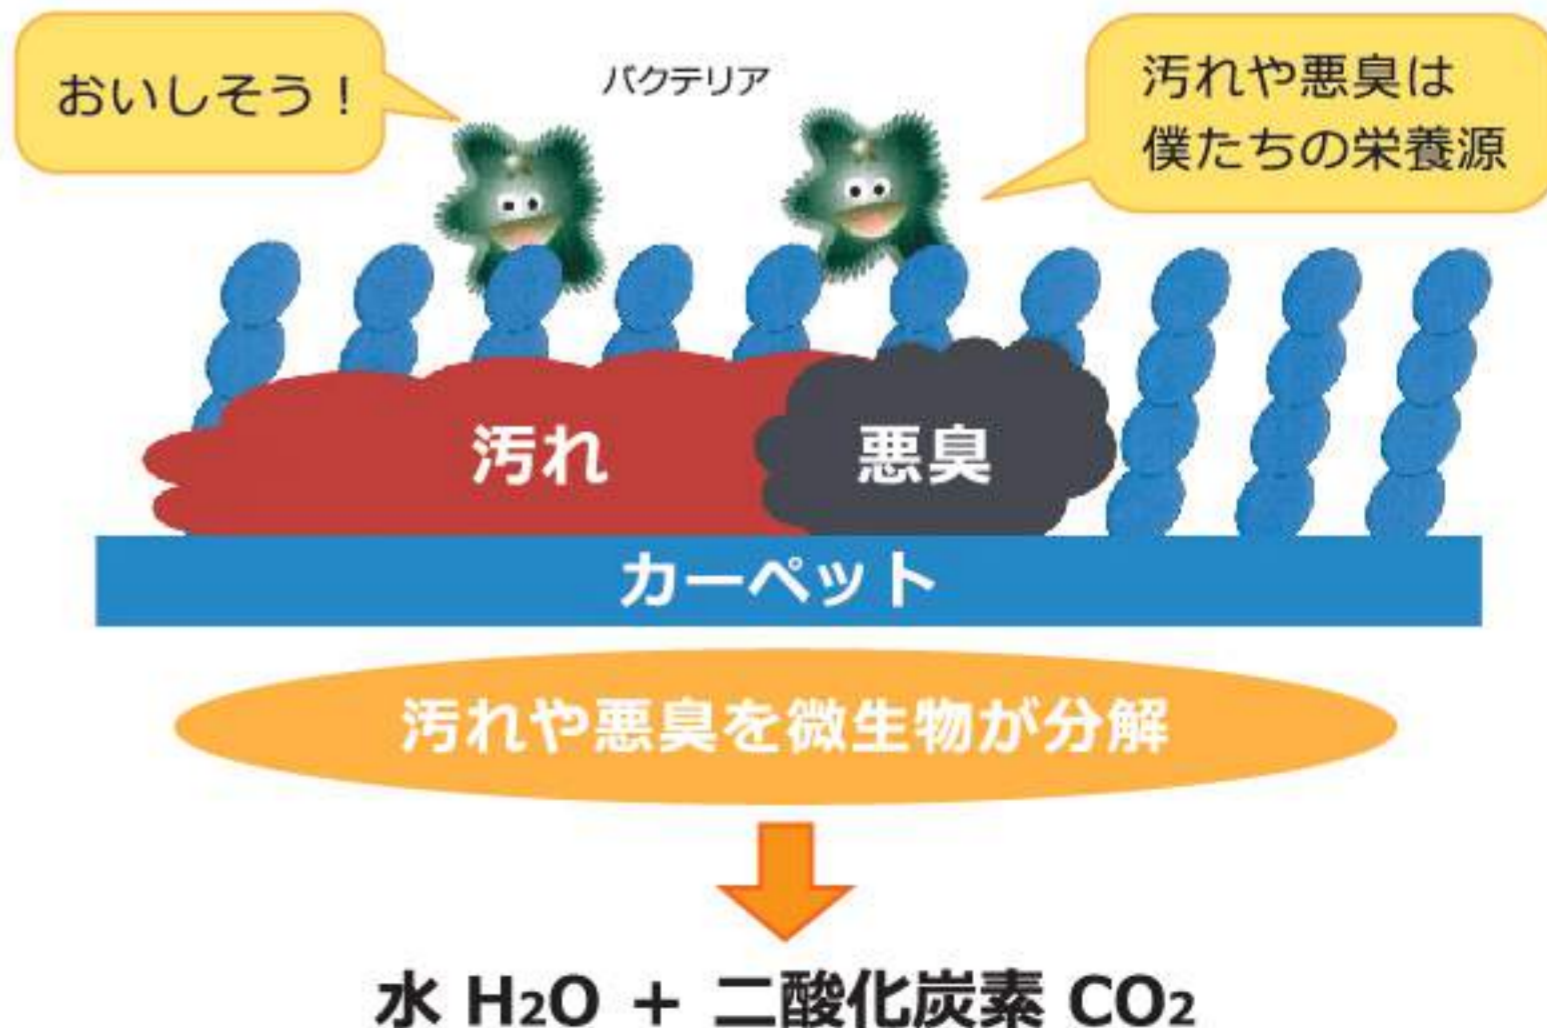 おいしそう！
バクテリア
汚れや悪臭は
僕たちの栄養源
汚れ
悪臭
カーペット
汚れや悪臭を微生物が分解
水 H₂O + 二酸化炭素 CO₂